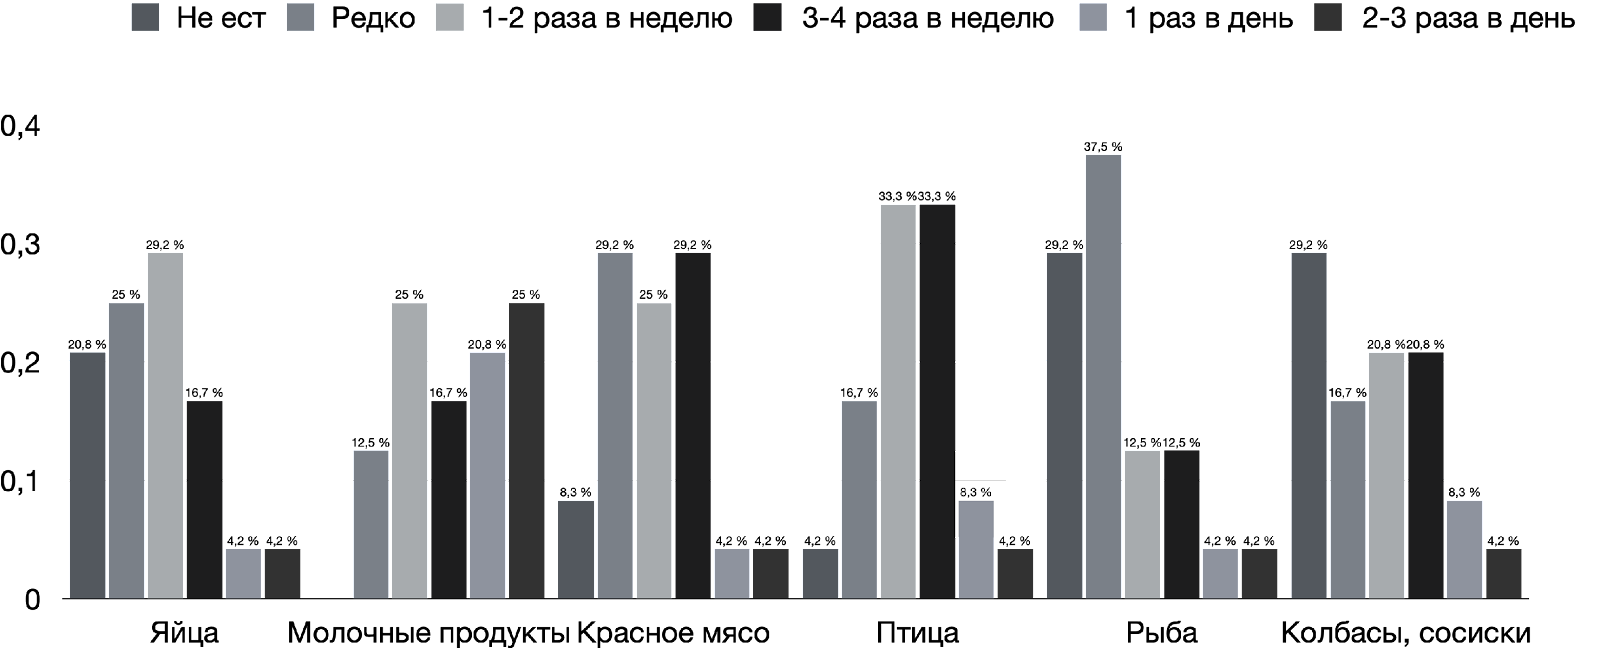 Не ест Редко 1-2 раза в неделю 3-4 раза в неделю 1 раз в день 2-3 раза в день
0,4
37,5 %
33,3 % 33,3 %
0,3
29,2 % 29,2 % 29,2 % 29,2 % 29,2 %
25 % 25 % 25 % 25 %
0,2
20,8 % 20,8 % 20,8 % 20,8 %
16,7 % 16,7 % 16,7 % 16,7 %
12,5 % 12,5 % 12,5 %
0,1
8,3 % 8,3 % 8,3 %
4,2 % 4,2 % 4,2 % 4,2 % 4,2 % 4,2 % 4,2 % 4,2 % 4,2 %
0
Яйца Молочные продукты Красное мясо Птица Рыба Колбасы, сосиски